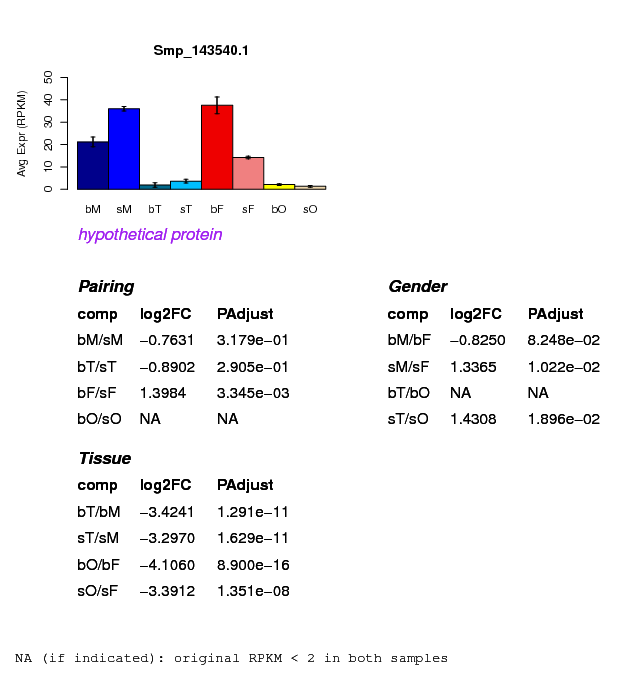 Smp_143540.1
Avg Expr (RPKM)
50
40
30
20
10
0
bM sM bT sT bF sF bO sO
hypothetical protein
Pairing
comp log2FC PAdjust
bM/sM −0.7631 3.179e−01
bT/sT −0.8902 2.905e−01
bF/sF 1.3984 3.345e−03
bO/sO NA NA
Gender
comp log2FC PAdjust
bM/bF −0.8250 8.248e−02
sM/sF 1.3365 1.022e−02
bT/bO NA NA
sT/sO 1.4308 1.896e−02
Tissue
comp log2FC PAdjust
bT/bM −3.4241 1.291e−11
sT/sM −3.2970 1.629e−11
bO/bF −4.1060 8.900e−16
sO/sF −3.3912 1.351e−08
NA (if indicated): original RPKM < 2 in both samples